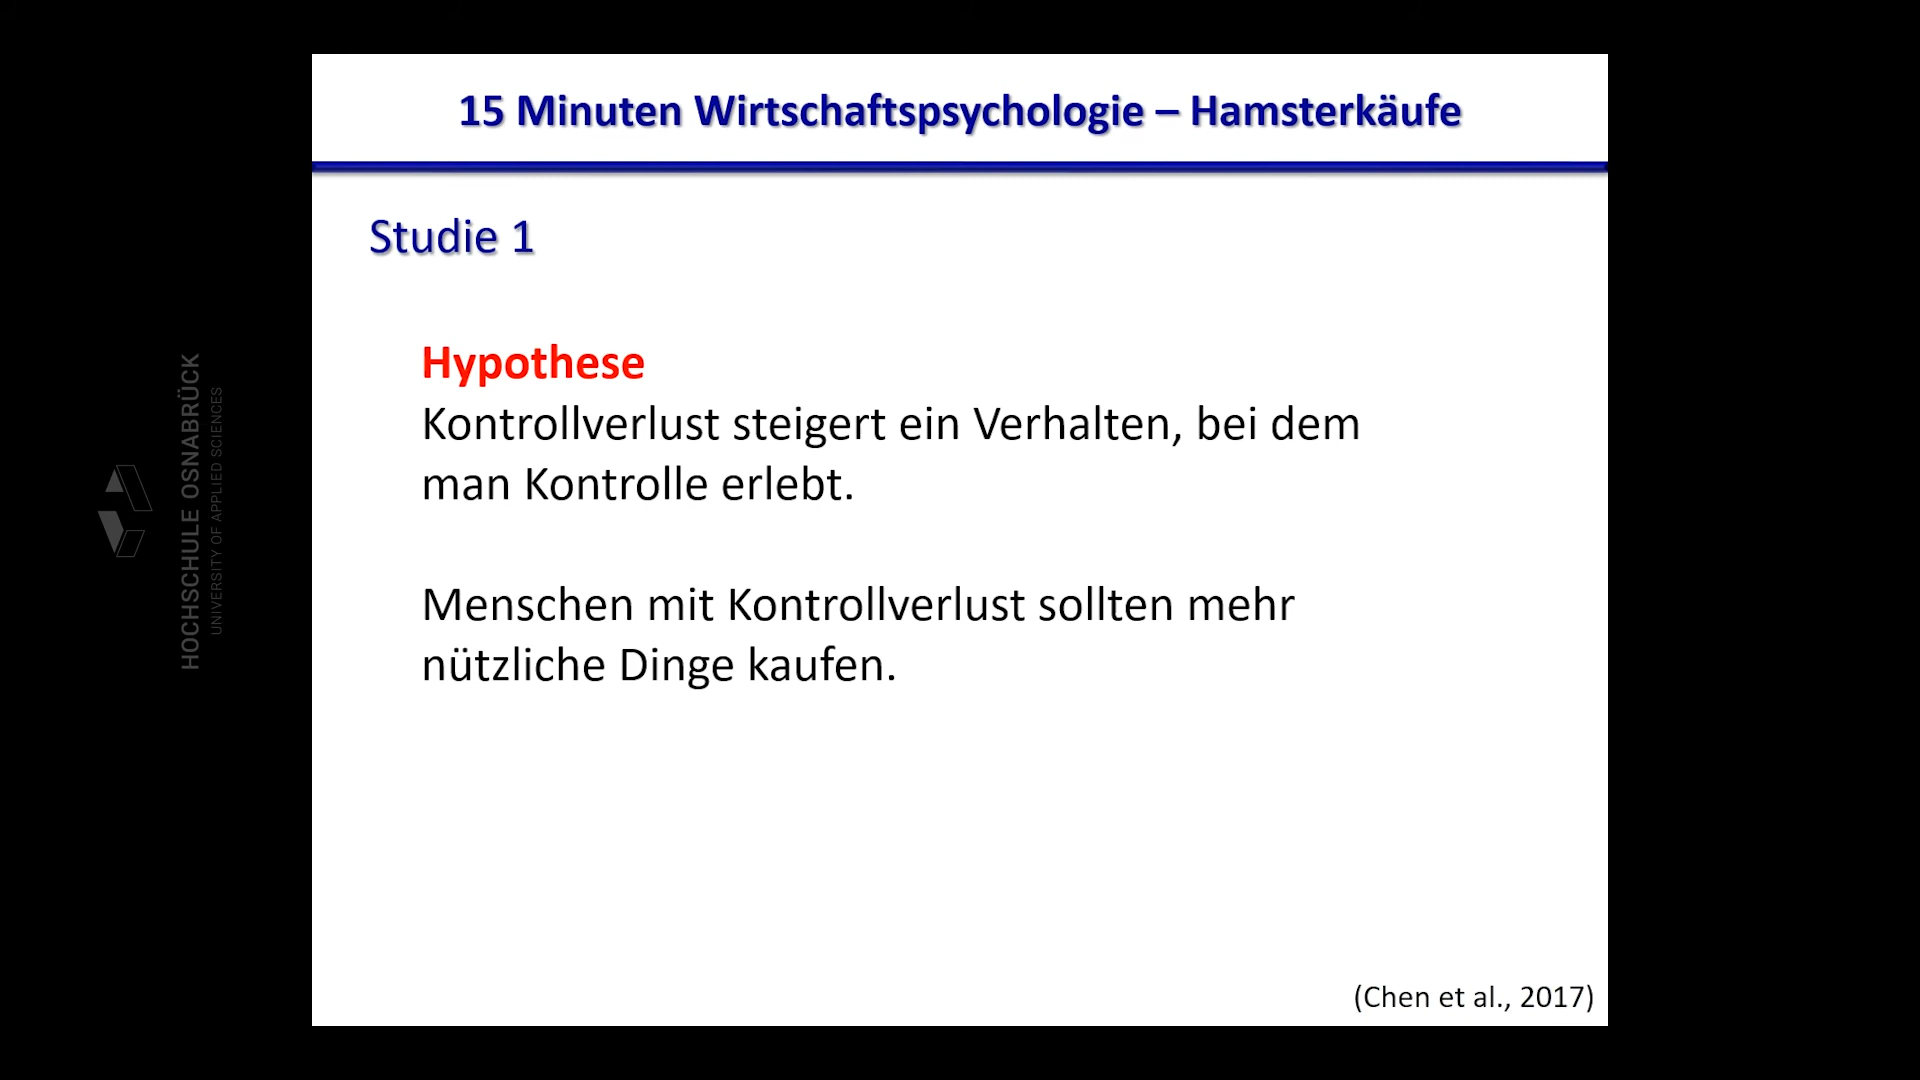 15 Minuten Wirtschaftspsychologie – Hamsterkäufe
Studie 1
Hypothese
Kontrollverlust steigert ein Verhalten, bei dem
man Kontrolle erlebt.
Menschen mit Kontrollverlust sollten mehr
nützliche Dinge kaufen.
(Chen et al., 2017)
HOCHSCHULE OSNABRÜCK
UNIVERSITY OF APPLIED SCIENCES